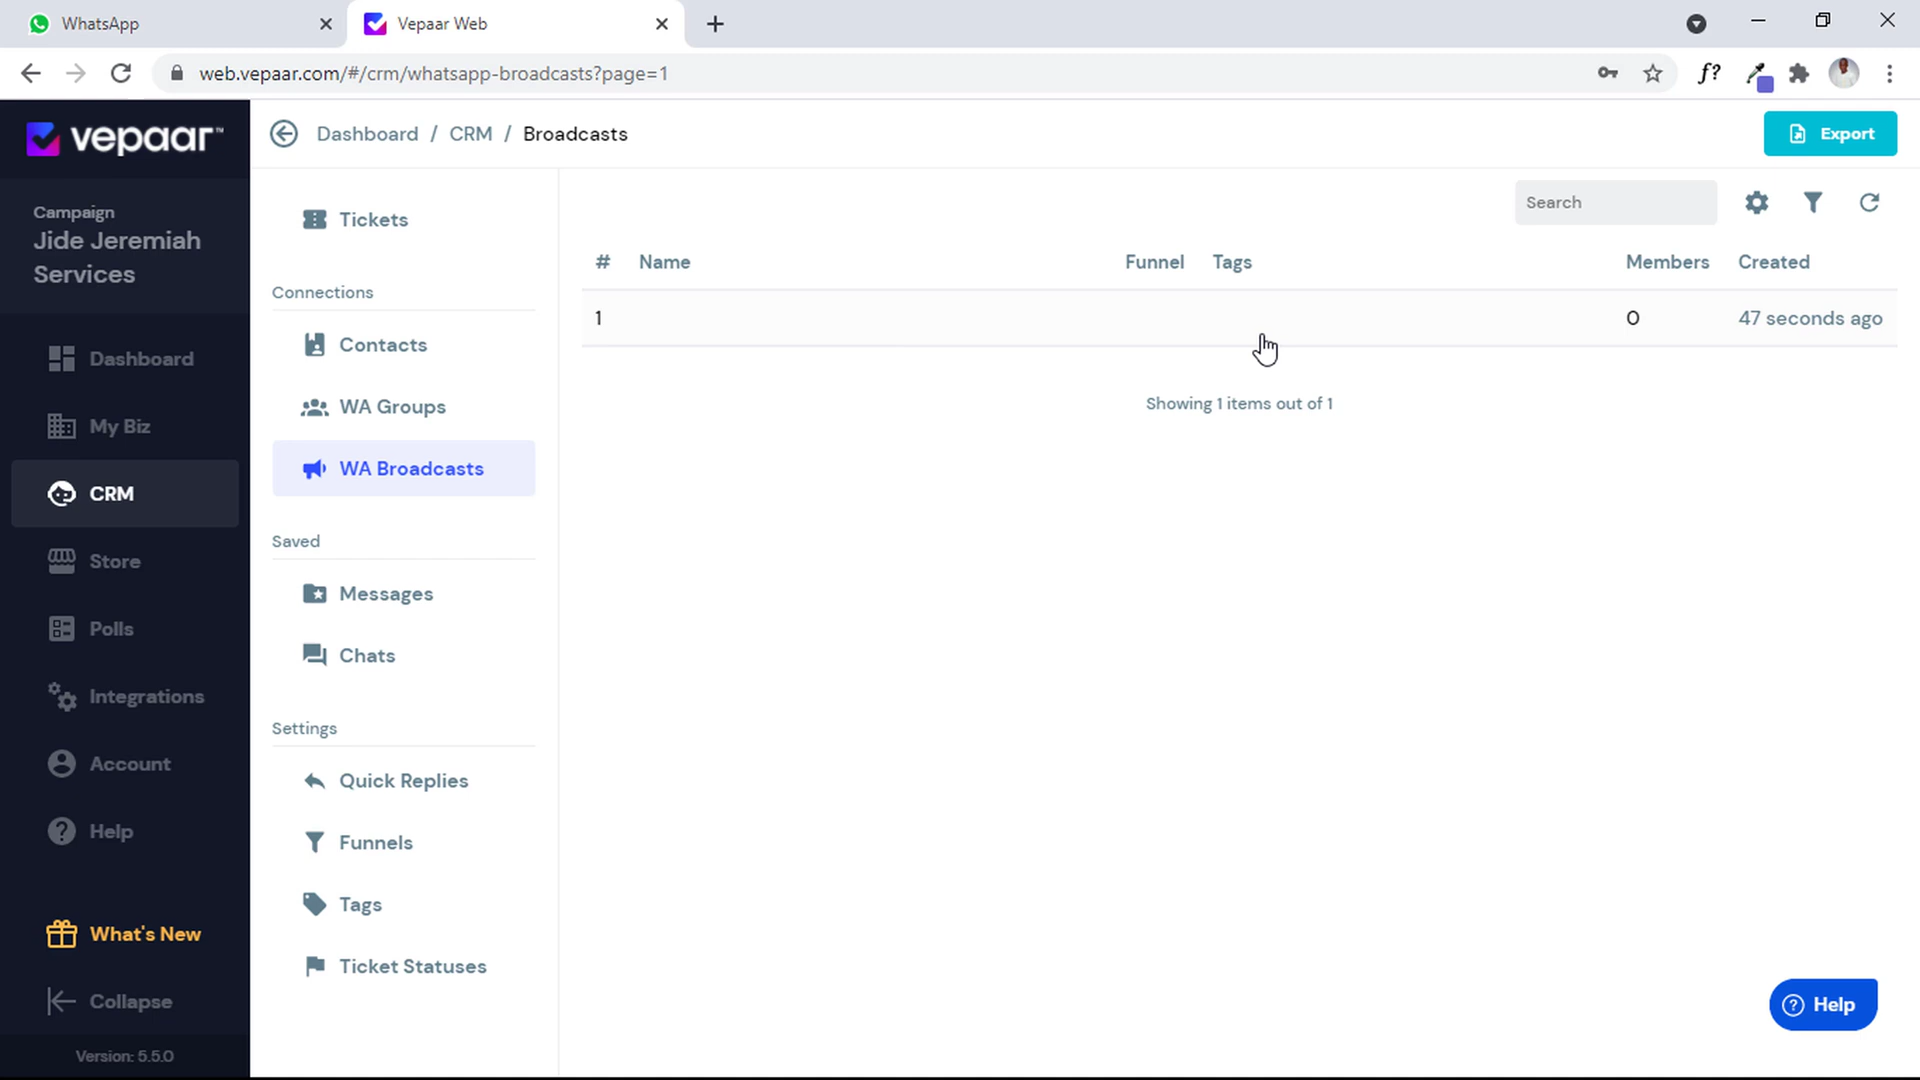 WhatsApp
Vepaar Web
web.vepaar.com/#/crm/whatsapp-broadcasts?page=1
f?
vepaar™
Dashboard / CRM / Broadcasts
Export
Campaign
Jide Jeremiah
Services
Dashboard
My Biz
CRM
Store
Polls
Integrations
Account
Help
What's New
Collapse
Version: 5.5.0
Tickets
Connections
Contacts
WA Groups
WA Broadcasts
Saved
Messages
Chats
Settings
Quick Replies
Funnels
Tags
Ticket Statuses
Search
# Name Funnel Tags Members Created
1 0 47 seconds ago
Showing 1 items out of 1
Help